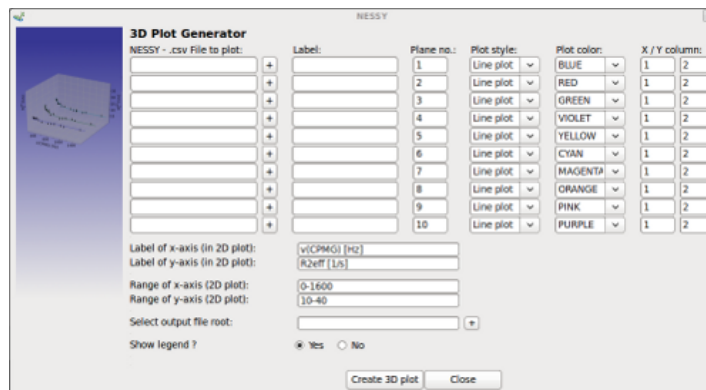 NESSY
3D Plot Generator
NESSY - .csv File to plot: Label: Plane no.: Plot style: Plot color: X / Y column:
+ 1 Line plot BLUE 1 2
+ 2 Line plot RED 1 2
+ 3 Line plot GREEN 1 2
+ 4 Line plot VIOLET 1 2
+ 5 Line plot YELLOW 1 2
+ 6 Line plot CYAN 1 2
+ 7 Line plot MAGENTA 1 2
+ 8 Line plot ORANGE 1 2
+ 9 Line plot PINK 1 2
+ 10 Line plot PURPLE 1 2
Label of x-axis (in 2D plot): v(CPMG) [Hz]
Label of y-axis (in 2D plot): R2eff [1/s]
Range of x-axis (2D plot): 0-1600
Range of y-axis (2D plot): 10-40
Select output file root: +
Show legend ? Yes No
Create 3D plot Close